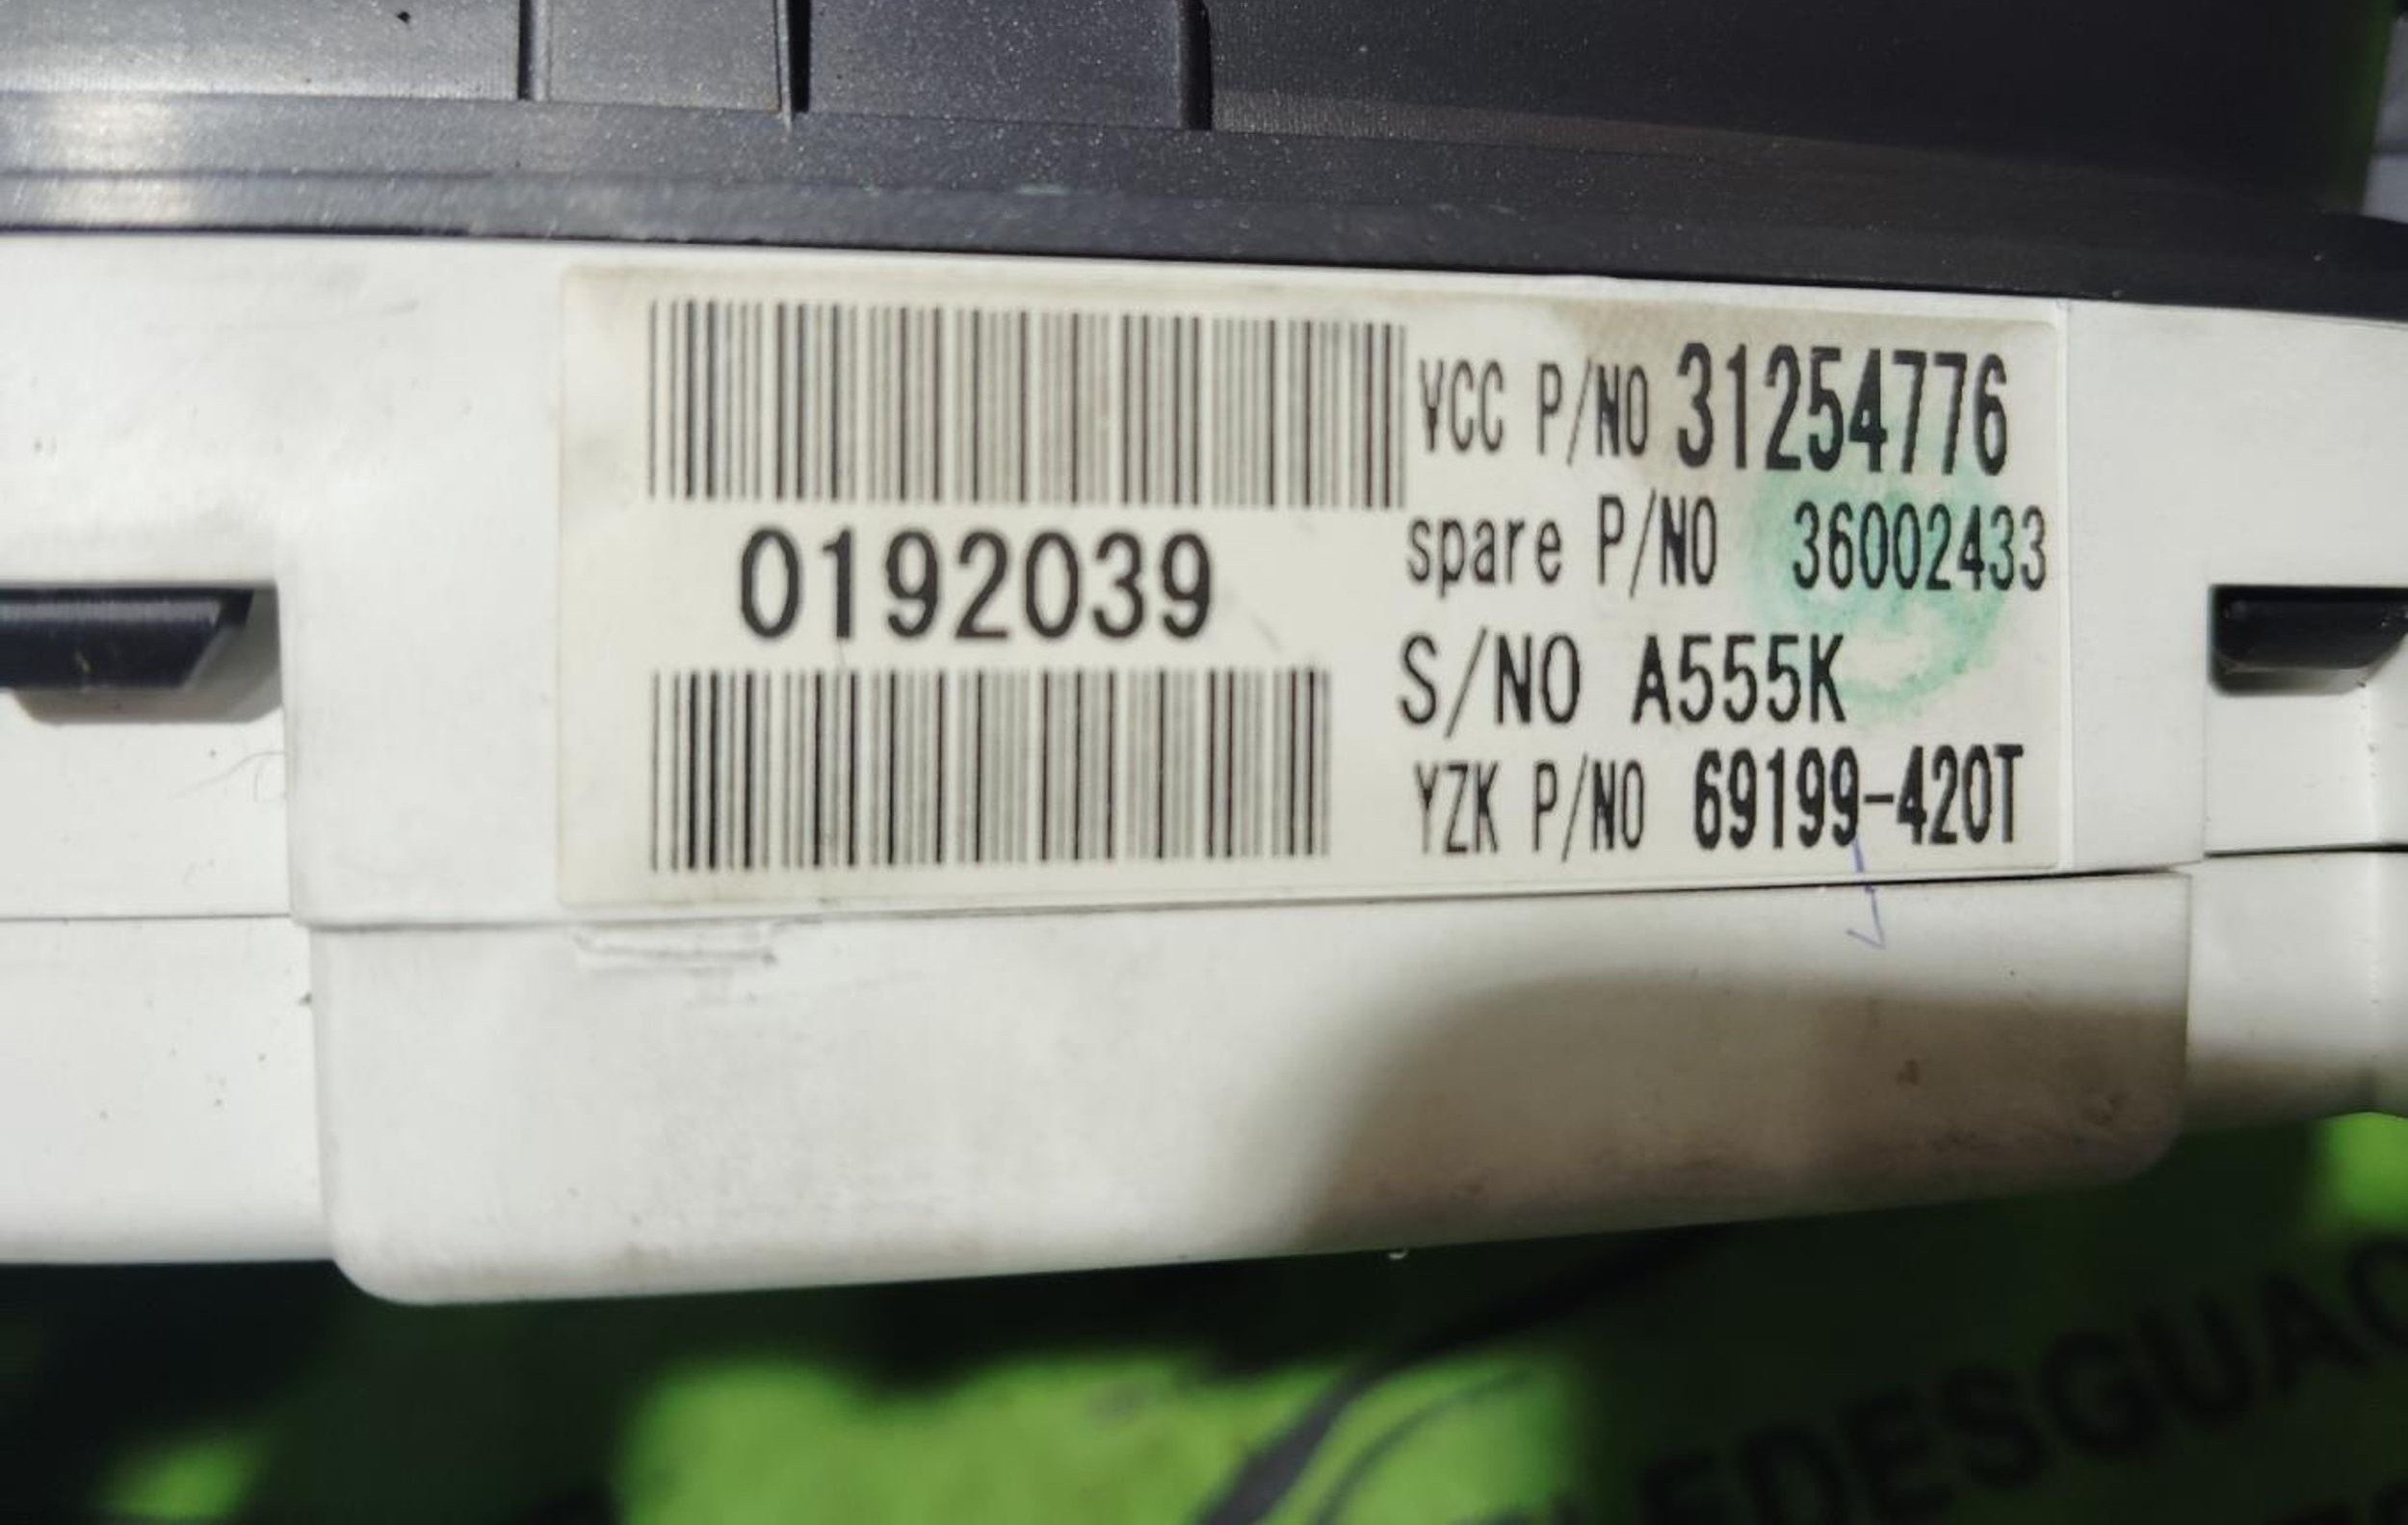 VCC P/NO 31254776
0192039
spare P/NO 36002433
S/NO A555K
YZK P/NO 69199-420T